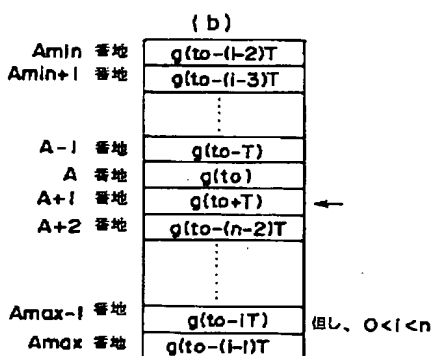 (b)
Amin 番地 g(to-(i-2)T
Amin+1 番地 g(to-(i-3)T
A-1 番地 g(to-T)
A 番地 g(to)
A+1 番地 g(to+T) ←
A+2 番地 g(to-(n-2)T
Amax-1 番地 g(to-iT) 但し、0<i<n
Amax 番地 g(to-(i-1)T